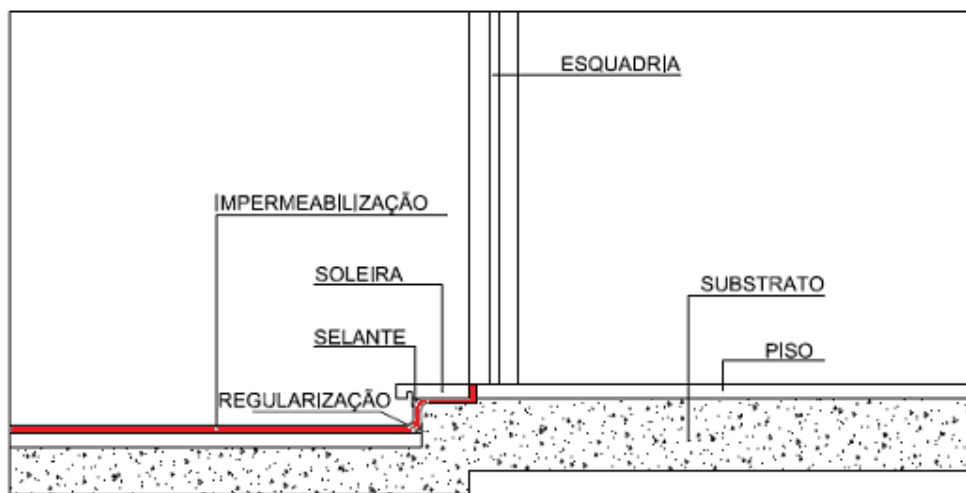 ESQUADRIA
IMPERMEABILIZAÇÃO
SOLEIRA
SUBSTRATO
SELANTE
PISO
REGULARIZAÇÃO